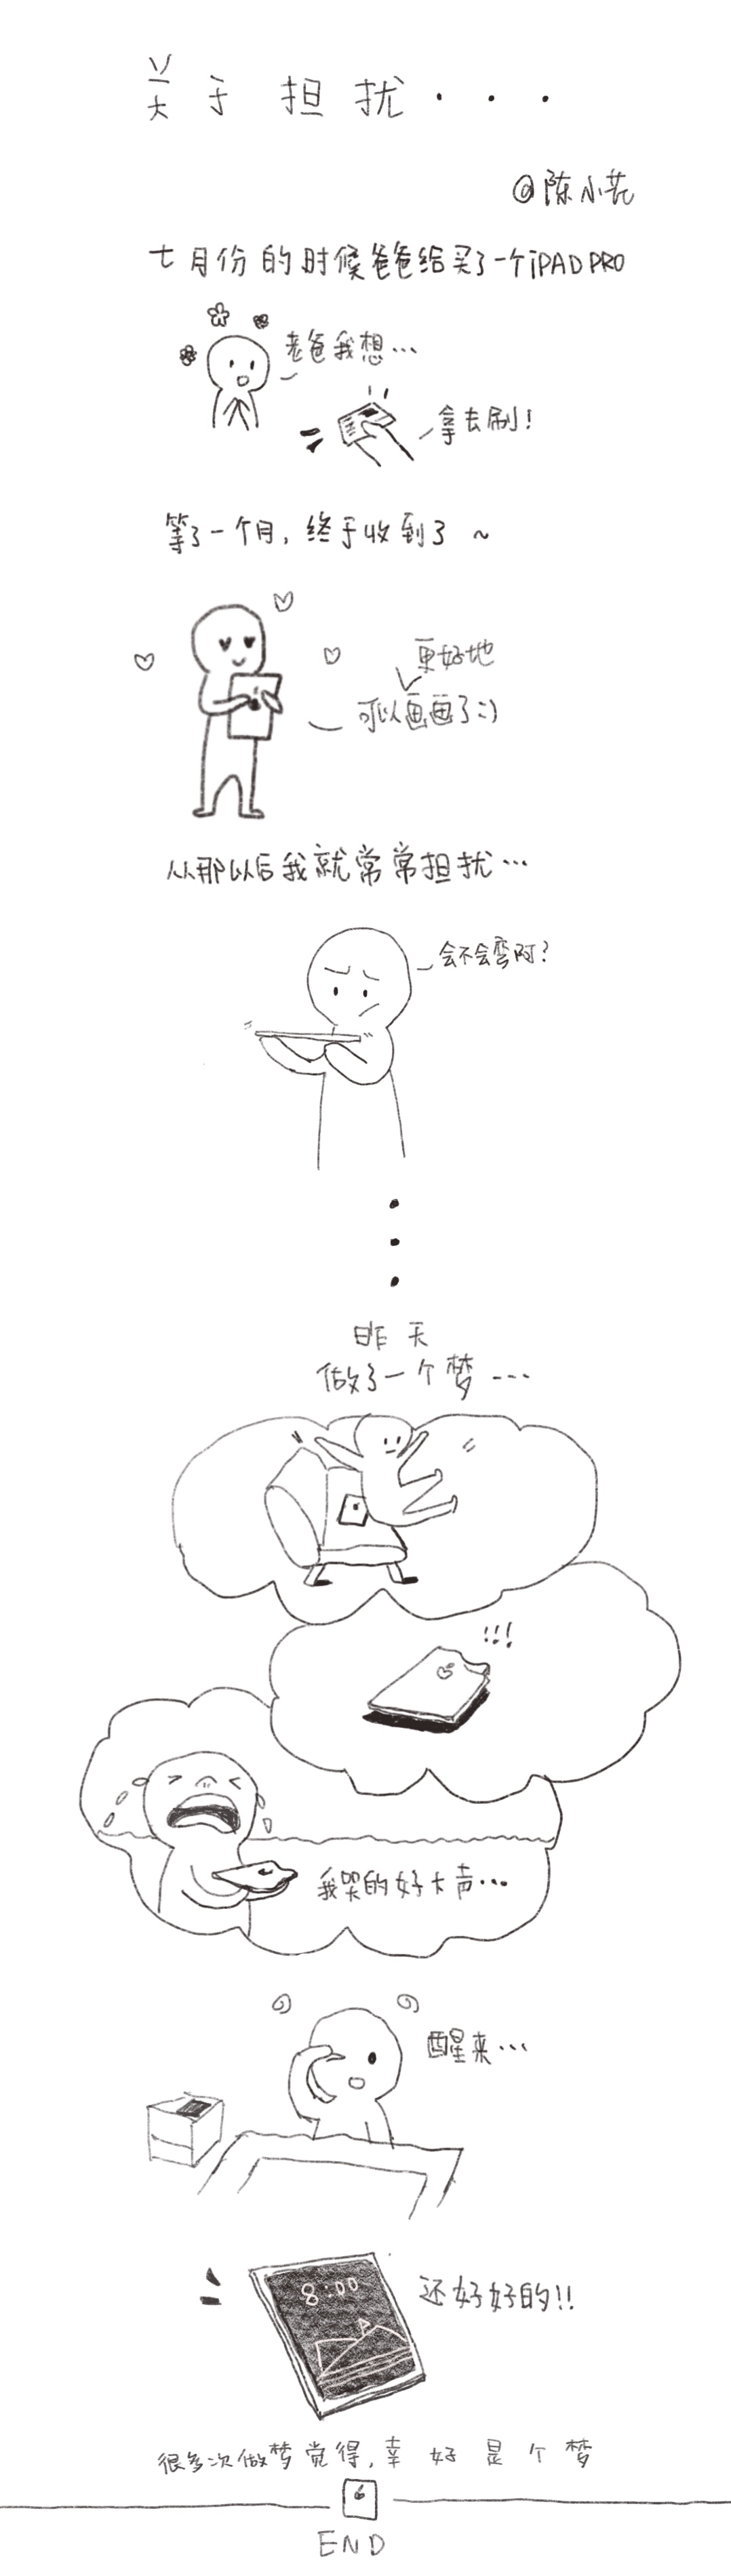 关于担扰...
@陈小芫
七月份的时候爸爸给买了一个iPAD PRO
老爸我想...
拿去刷!
等了一个月,终于收到了~
更好地
可以画画了:)
从那以后我就常常担扰...
会不会弯阿?
昨天
做了一个梦...
!!!
我哭的好大声...
醒来...
8:00
还好好的!!
很多次做梦觉得,幸好是个梦
END